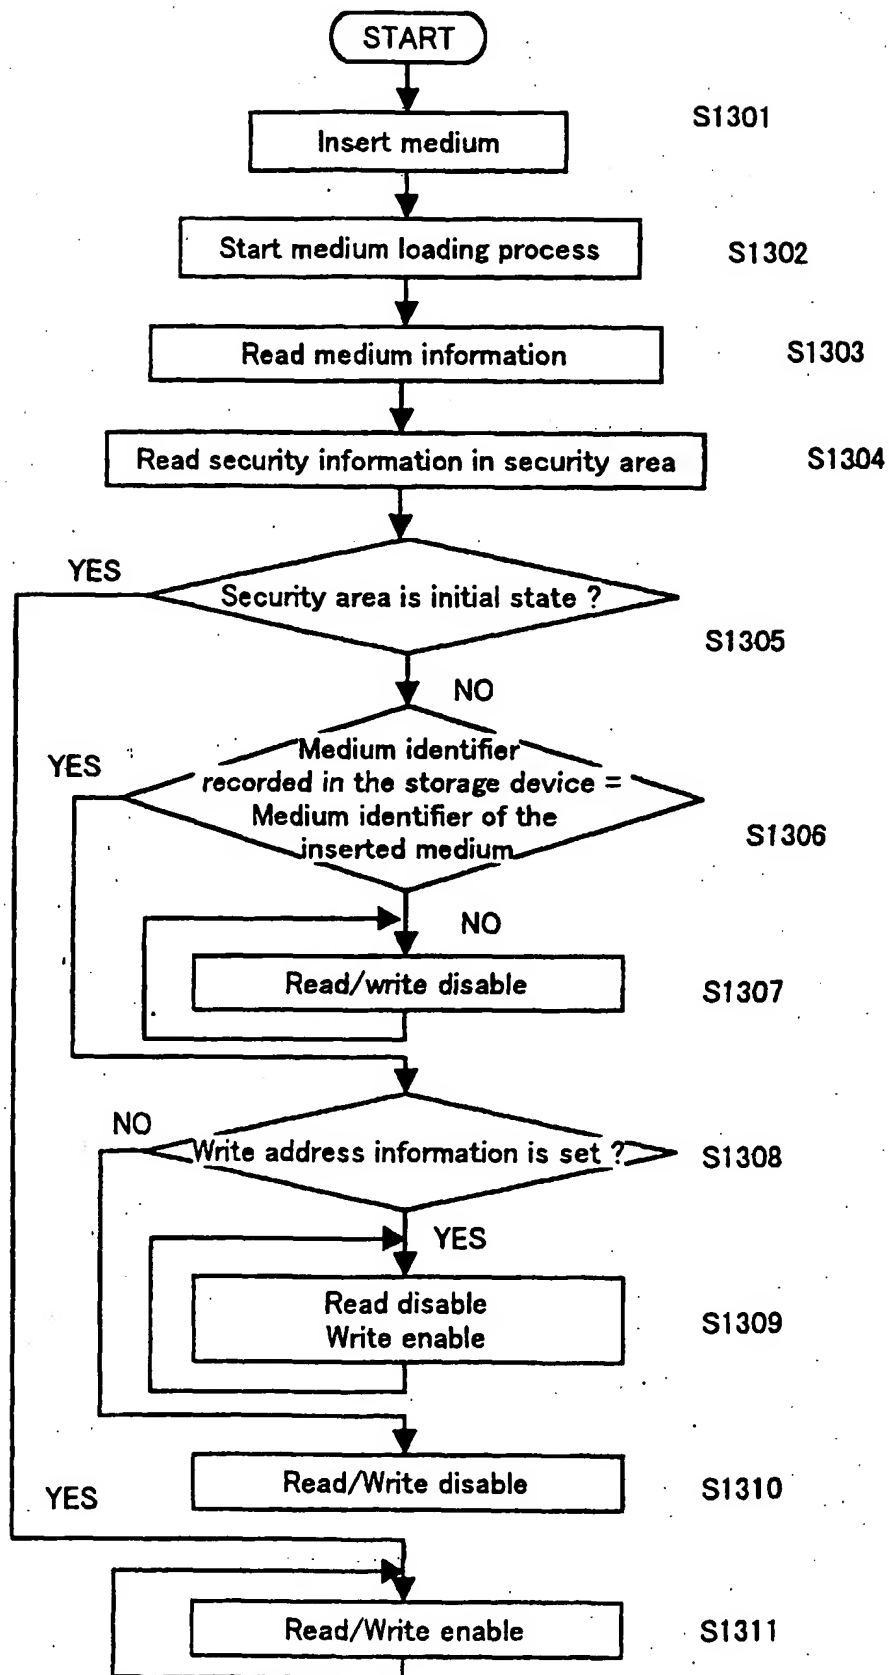 START
S1301
Insert medium
Start medium loading process
S1302
Read medium information
S1303
Read security information in security area
S1304
YES
Security area is initial state ?
S1305
NO
YES
Medium identifier
recorded in the storage device =
Medium identifier of the
inserted medium
S1306
NO
Read/write disable
S1307
NO
Write address information is set ?
S1308
YES
Read disable
Write enable
S1309
Read/Write disable
S1310
YES
Read/Write enable
S1311